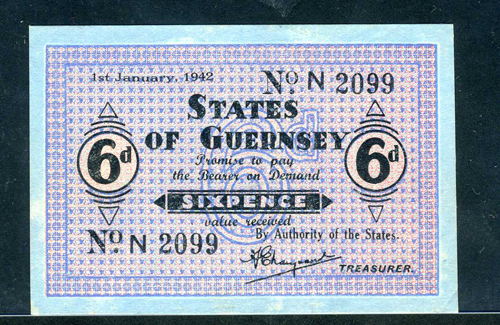 1st January, 1942
No. N 2099
STATES
OF GUERNSEY
Promise to pay
the Bearer on Demand
6d
6d
SIXPENCE
value received
By Authority of the States.
No. N 2099
TREASURER.